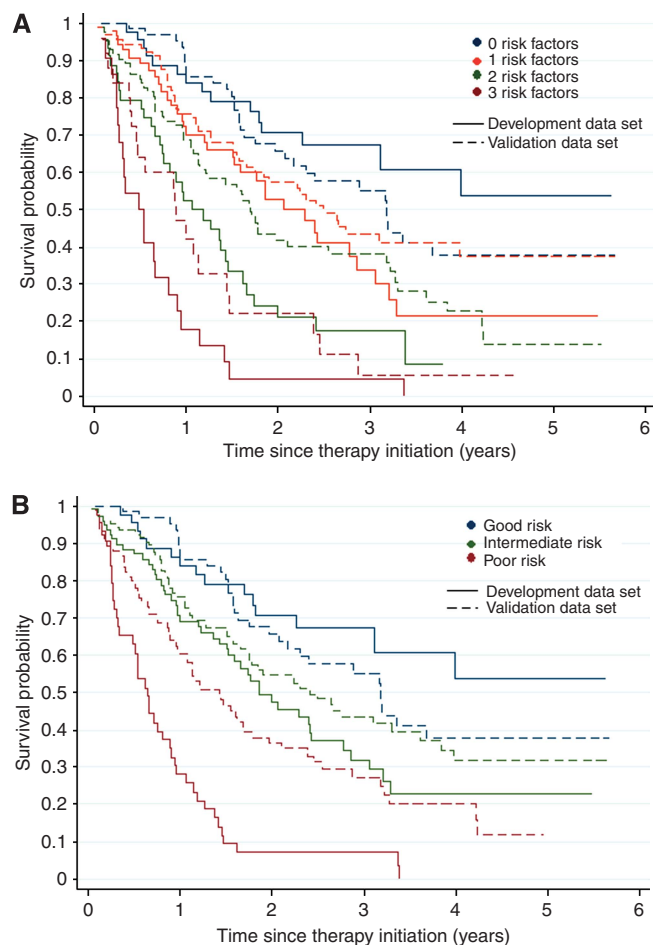 A
1
0.9
0.8
0.7
0.6
0.5
0.4
0.3
0.2
0.1
0
Survival probability
0 risk factors
1 risk factors
2 risk factors
3 risk factors
Development data set
Validation data set
0 1 2 3 4 5 6
Time since therapy initiation (years)
B
1
0.9
0.8
0.7
0.6
0.5
0.4
0.3
0.2
0.1
0
Survival probability
Good risk
Intermediate risk
Poor risk
Development data set
Validation data set
0 1 2 3 4 5 6
Time since therapy initiation (years)